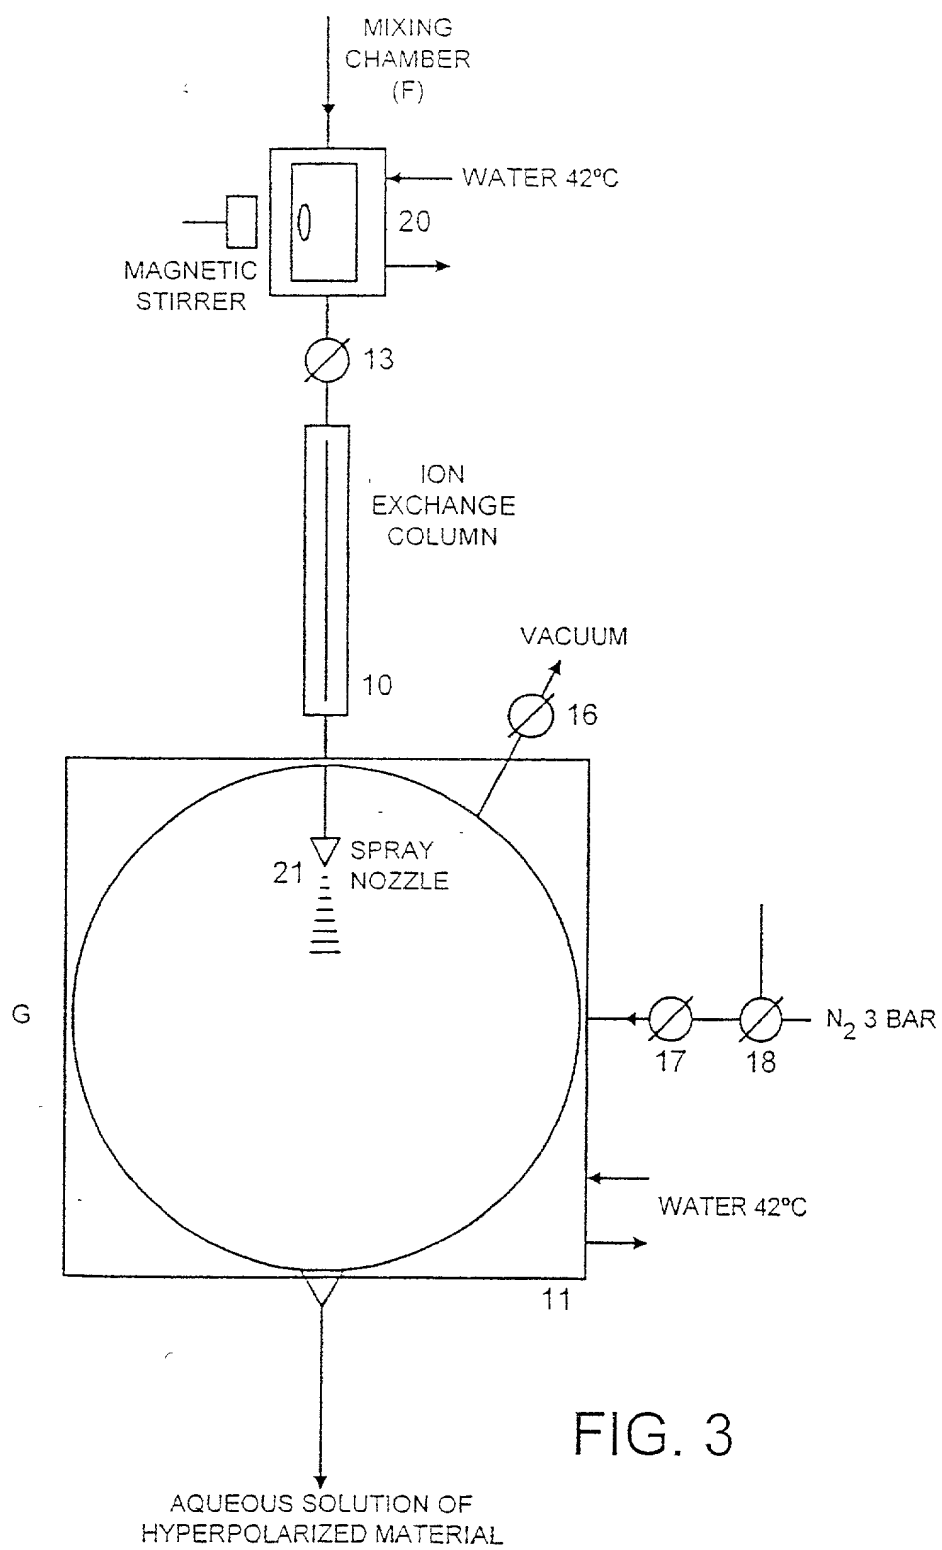 MIXING
CHAMBER
(F)
WATER 42ºC
20
MAGNETIC
STIRRER
13
ION
EXCHANGE
COLUMN
10
VACUUM
16
SPRAY
NOZZLE
21
G
N2 3 BAR
17
18
WATER 42ºC
11
FIG. 3
AQUEOUS SOLUTION OF
HYPERPOLARIZED MATERIAL